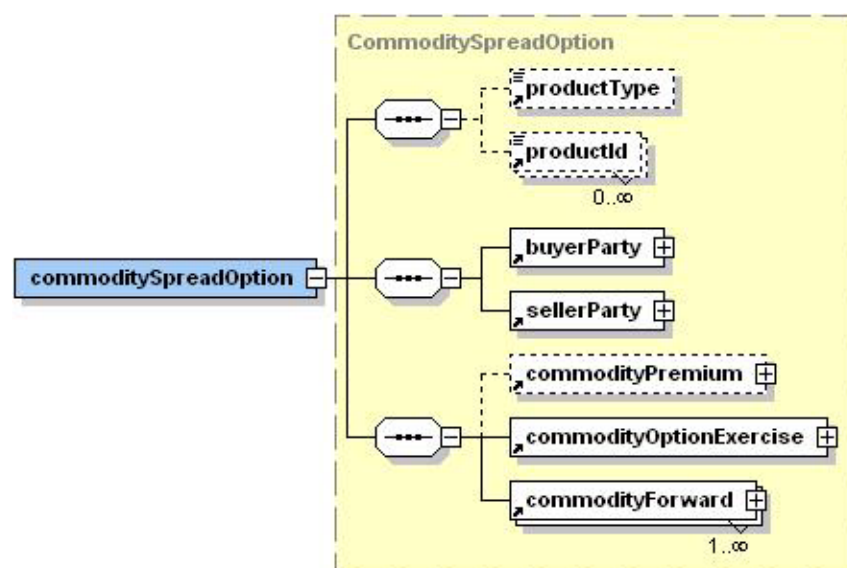 CommoditySpreadOption
productType
productId
0..∞
buyerParty
commoditySpreadOption
sellerParty
commodityPremium
commodityOptionExercise
commodityForward
1..∞